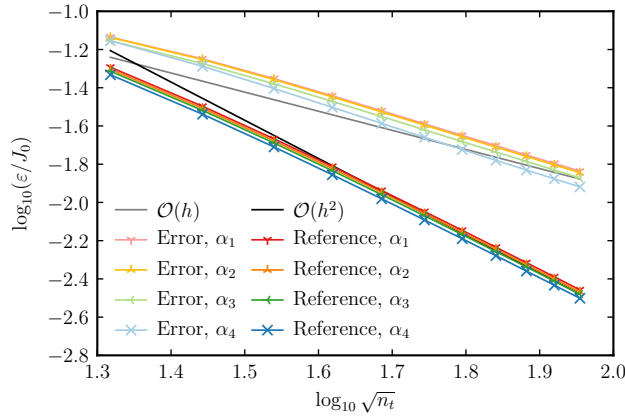 −1.0
−1.2
−1.4
−1.6
−1.8
−2.0
−2.2
−2.4
−2.6
−2.8
log₁₀(ε/J₀)
O(h) O(h²)
Error, α₁ Reference, α₁
Error, α₂ Reference, α₂
Error, α₃ Reference, α₃
Error, α₄ Reference, α₄
1.3 1.4 1.5 1.6 1.7 1.8 1.9 2.0
log₁₀ √nₜ